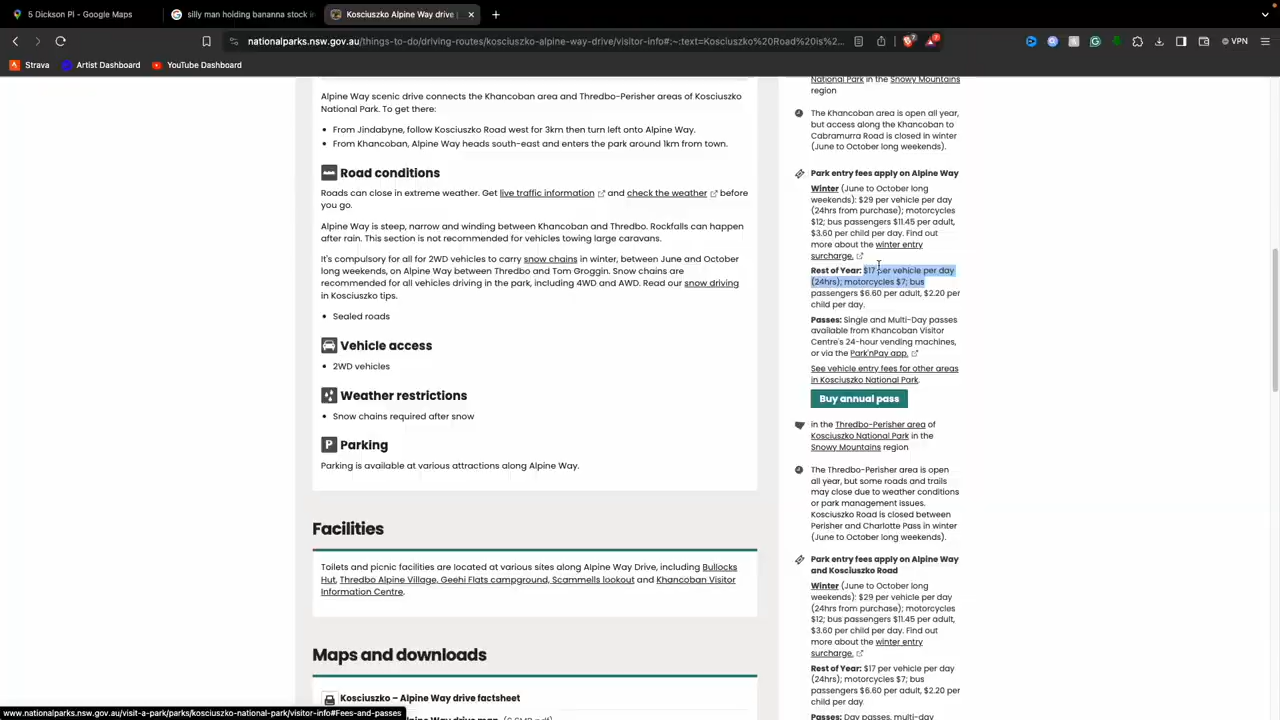 5 Dickson Pl - Google Maps
silly man holding bananna stock in
Kosciuszko Alpine Way drive |
nationalparks.nsw.gov.au/things-to-do/driving-routes/kosciuszko-alpine-way-drive/visitor-info#:~:text=Kosciuszko%20Road%20is%2...
VPN
Strava
Artist Dashboard
YouTube Dashboard
Alpine Way scenic drive connects the Khancoban area and Thredbo-Perisher areas of Kosciuszko
National Park. To get there:
• From Jindabyne, follow Kosciuszko Road west for 3km then turn left onto Alpine Way.
• From Khancoban, Alpine Way heads south-east and enters the park around 1km from town.
Road conditions
Roads can close in extreme weather. Get live traffic information and check the weather before
you go.
Alpine Way is steep, narrow and winding between Khancoban and Thredbo. Rockfalls can happen
after rain. This section is not recommended for vehicles towing large caravans.
It's compulsory for all for 2WD vehicles to carry snow chains in winter, between June and October
long weekends, on Alpine Way between Thredbo and Tom Groggin. Snow chains are
recommended for all vehicles driving in the park, including 4WD and AWD. Read our snow driving
in Kosciuszko tips.
• Sealed roads
Vehicle access
• 2WD vehicles
Weather restrictions
• Snow chains required after snow
P Parking
Parking is available at various attractions along Alpine Way.
Facilities
Toilets and picnic facilities are located at various sites along Alpine Way Drive, including Bullocks
Hut, Thredbo Alpine Village, Geehi Flats campground, Scammells lookout and Khancoban Visitor
Information Centre.
Maps and downloads
Kosciuszko – Alpine Way drive factsheet
National Park in the Snowy Mountains
region
The Khancoban area is open all year,
but access along the Khancoban to
Cabramurra Road is closed in winter
(June to October long weekends).
Park entry fees apply on Alpine Way
Winter (June to October long
weekends): $29 per vehicle per day
(24hrs from purchase); motorcycles
$12; bus passengers $11.45 per adult,
$3.60 per child per day. Find out
more about the winter entry
surcharge.
Rest of Year: $17 per vehicle per day
(24hrs); motorcycles $7; bus
passengers $6.60 per adult, $2.20 per
child per day.
Passes: Single and Multi-Day passes
available from Khancoban Visitor
Centre's 24-hour vending machines,
or via the Park'nPay app.
See vehicle entry fees for other areas
in Kosciuszko National Park.
Buy annual pass
in the Thredbo-Perisher area of
Kosciuszko National Park in the
Snowy Mountains region
The Thredbo-Perisher area is open
all year, but some roads and trails
may close due to weather conditions
or park management issues.
Kosciuszko Road is closed between
Perisher and Charlotte Pass in winter
(June to October long weekends).
Park entry fees apply on Alpine Way
and Kosciuszko Road
Winter (June to October long
weekends): $29 per vehicle per day
(24hrs from purchase); motorcycles
$12; bus passengers $11.45 per adult,
$3.60 per child per day. Find out
more about the winter entry
surcharge.
Rest of Year: $17 per vehicle per day
(24hrs); motorcycles $7; bus
passengers $6.60 per adult, $2.20 per
child per day.
Passes: Day passes, multi-day
www.nationalparks.nsw.gov.au/visit-a-park/parks/kosciuszko-national-park/visitor-info#Fees-and-passes